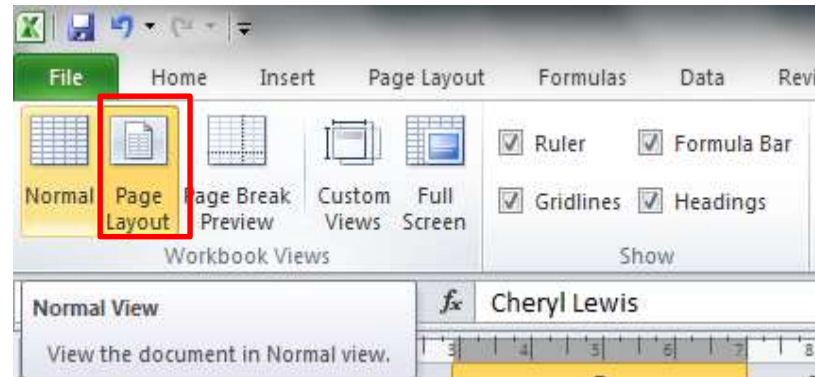 File Home Insert Page Layout Formulas Data Revi
Normal Page Layout Page Break Preview Custom Views Full Screen
Ruler Formula Bar
Gridlines Headings
Workbook Views Show
Normal View
fx Cheryl Lewis
View the document in Normal view.
3 4 5 6 7 8